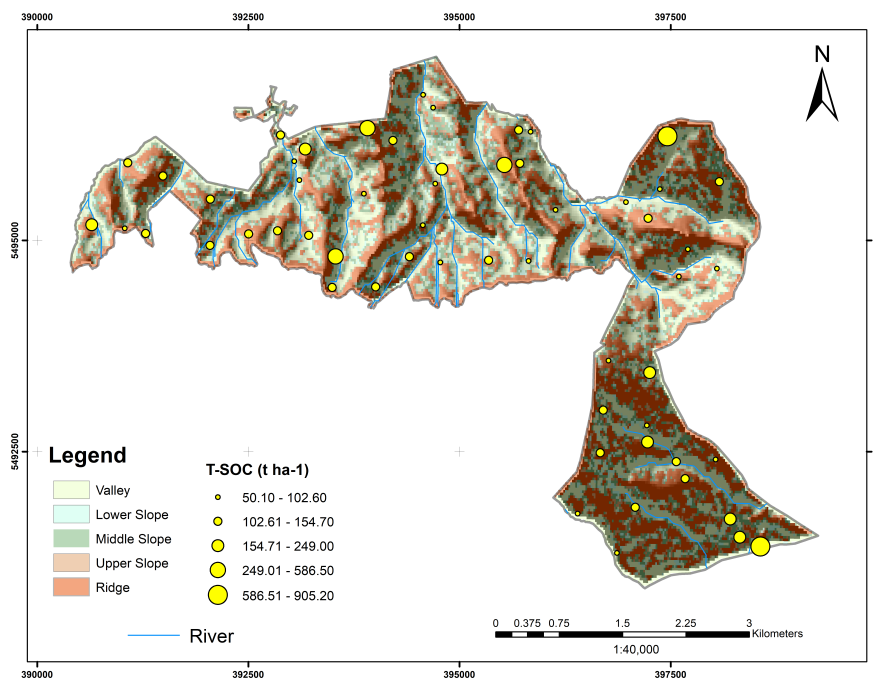 390000 392500 395000 397500
N
5495000 5495000
5492500 5492500
Legend
Valley
Lower Slope
Middle Slope
Upper Slope
Ridge
River
T-SOC (t ha-1)
50.10 - 102.60
102.61 - 154.70
154.71 - 249.00
249.01 - 586.50
586.51 - 905.20
0 0.375 0.75 1.5 2.25 3
Kilometers
1:40,000
390000 392500 395000 397500